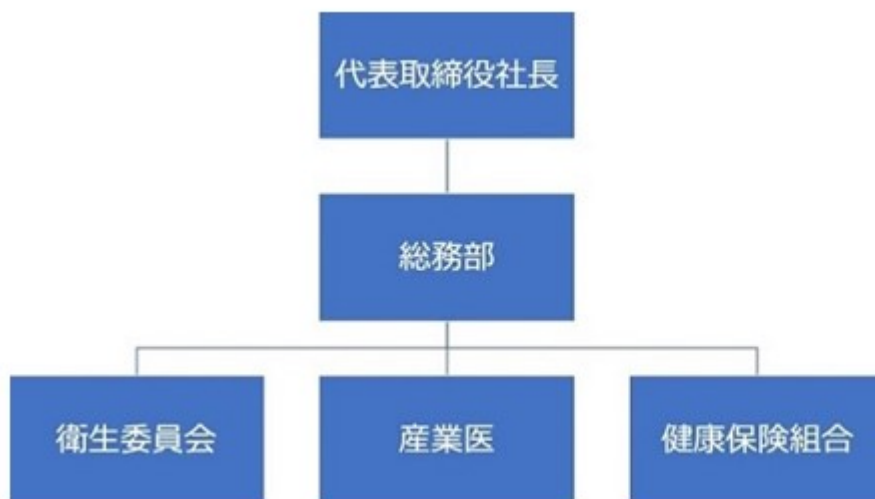 代表取締役社長
総務部
衛生委員会
産業医
健康保険組合